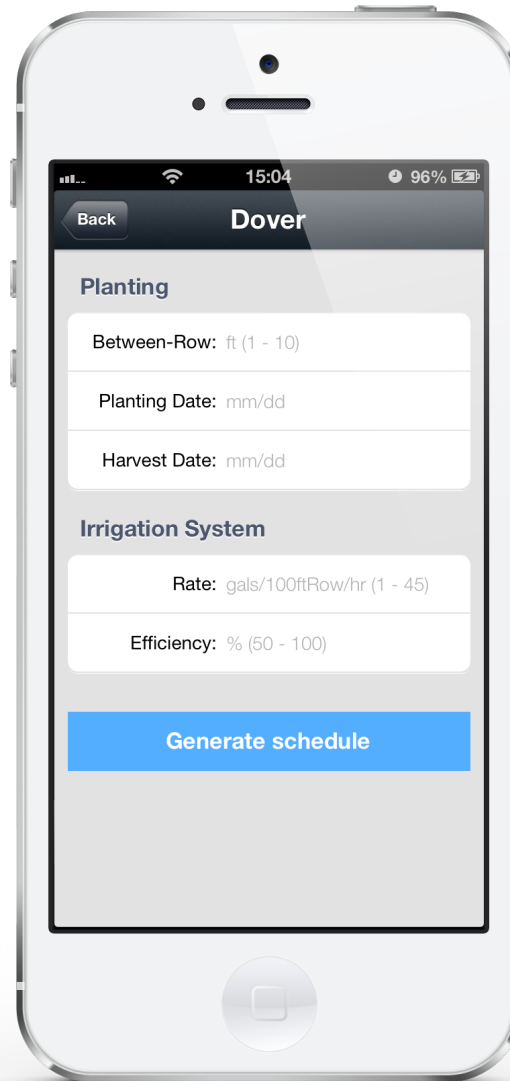 15:04 96%
Back Dover
Planting
Between-Row: ft (1 - 10)
Planting Date: mm/dd
Harvest Date: mm/dd
Irrigation System
Rate: gals/100ftRow/hr (1 - 45)
Efficiency: % (50 - 100)
Generate schedule